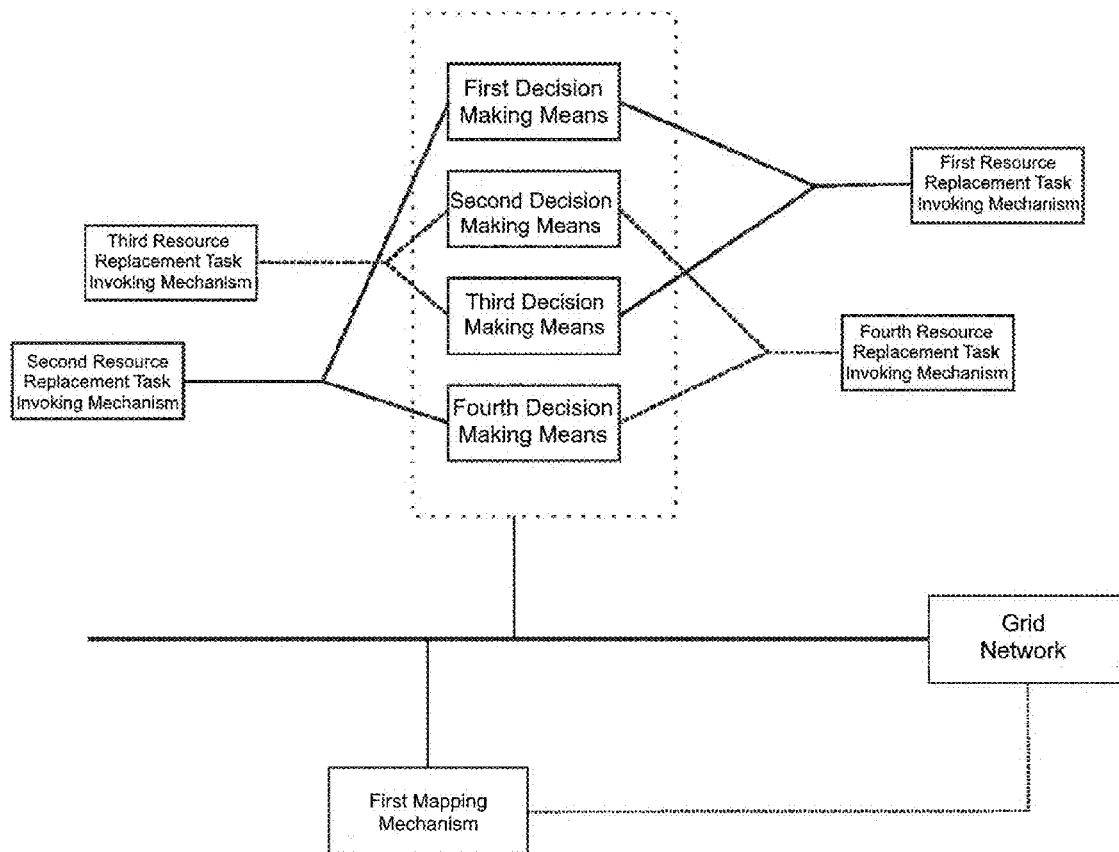 First Decision
Making Means
First Resource
Replacement Task
Invoking Mechanism
Second Decision
Making Means
Third Resource
Replacement Task
Invoking Mechanism
Third Decision
Making Means
Fourth Resource
Replacement Task
Invoking Mechanism
Second Resource
Replacement Task
Invoking Mechanism
Fourth Decision
Making Means
Grid
Network
First Mapping
Mechanism